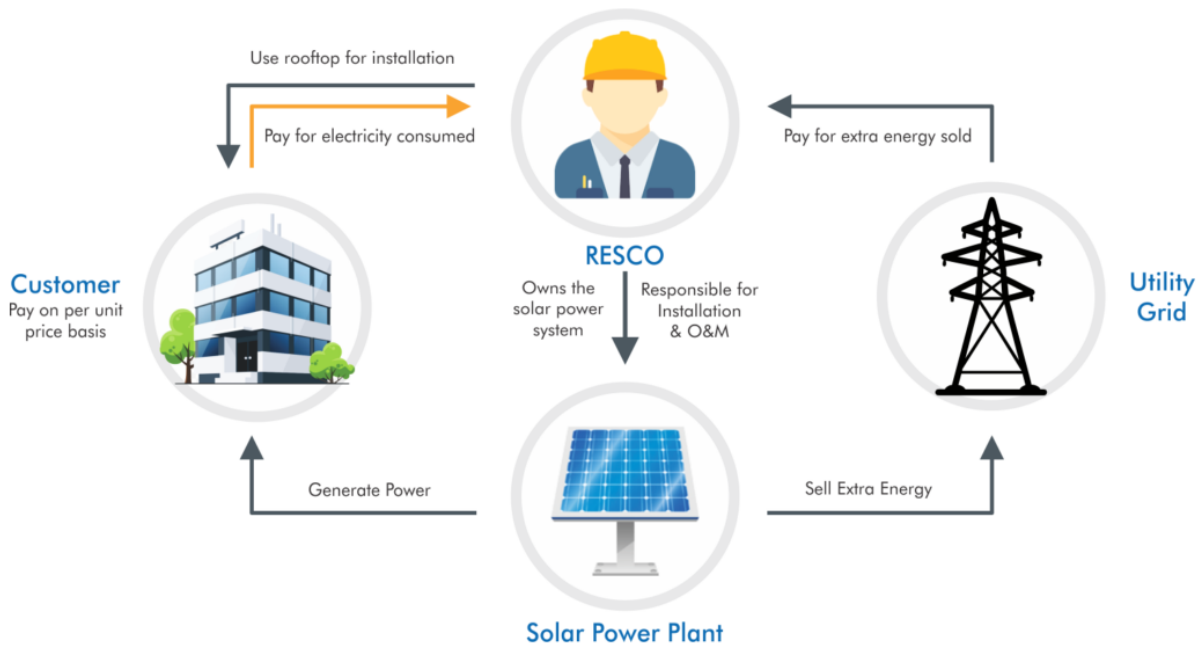 Use rooftop for installation
Pay for electricity consumed
Pay for extra energy sold
RESCO
Customer
Pay on per unit
price basis
Owns the
solar power
system
Responsible for
Installation
& O&M
Utility
Grid
Generate Power
Sell Extra Energy
Solar Power Plant